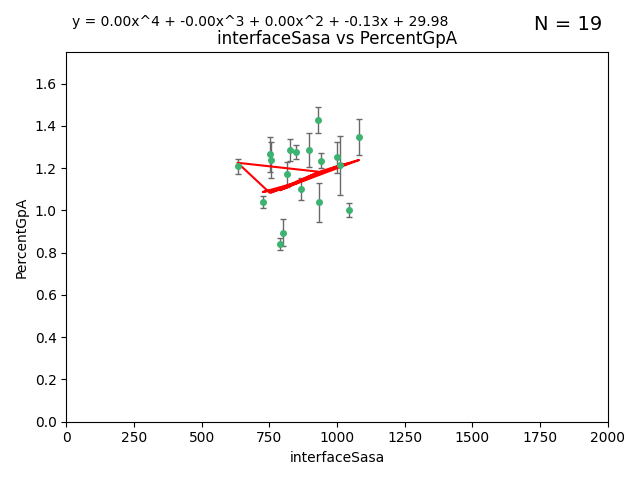 y = 0.00x^4 + -0.00x^3 + 0.00x^2 + -0.13x + 29.98
N = 19
interfaceSasa vs PercentGpA
PercentGpA
1.6
1.4
1.2
1.0
0.8
0.6
0.4
0.2
0.0
0 250 500 750 1000 1250 1500 1750 2000
interfaceSasa